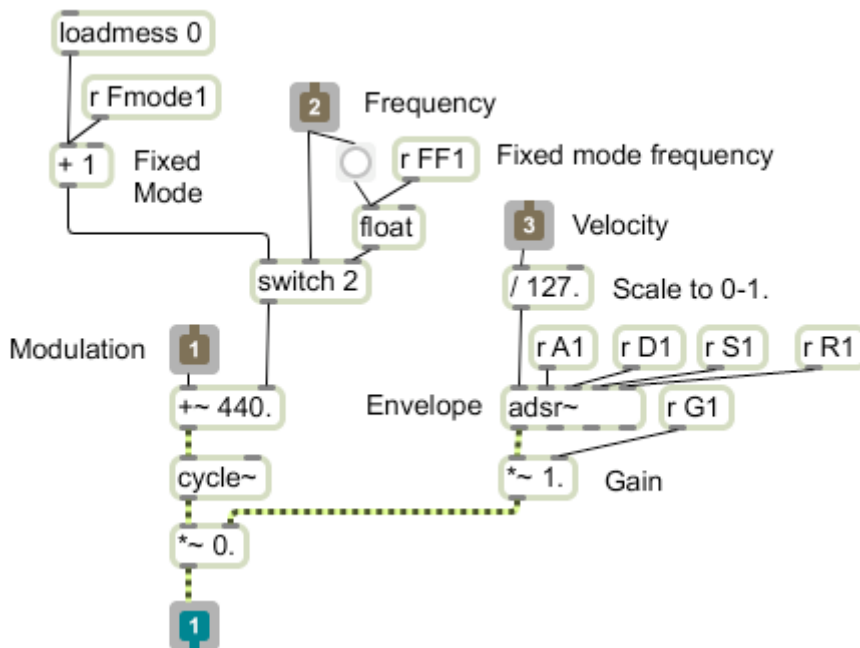 loadmess 0
r Fmode1
2
Frequency
+ 1
Fixed
Mode
r FF1
Fixed mode frequency
float
3
Velocity
switch 2
/ 127.
Scale to 0-1.
Modulation
1
r A1
r D1
r S1
r R1
+~ 440.
Envelope
adsr~
r G1
cycle~
*~ 1.
Gain
*~ 0.
1